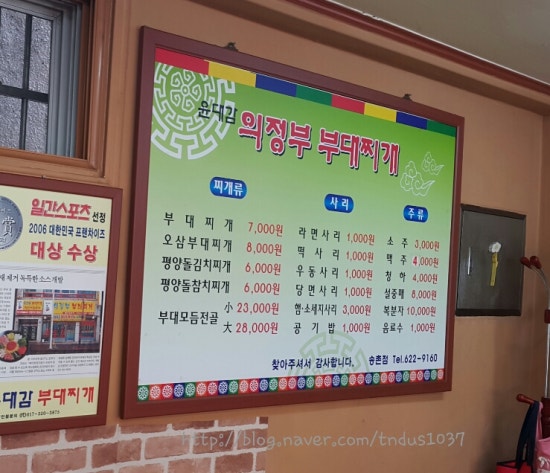 윤대감 의정부 부대찌개
찌개류
부대찌개 7,000원
오삼부대찌개 8,000원
평양돌김치찌개 6,000원
평양돌참치찌개 6,000원
부대모듬전골 小 23,000원
大 28,000원
사리
라면사리 1,000원
떡사리 1,000원
우동사리 1,000원
당면사리 1,000원
햄·소세지사리 3,000원
공기밥 1,000원
주류
소주 3,000원
맥주 4,000원
청하 4,000원
설중매 8,000원
복분자 10,000원
음료수 1,000원
찾아주셔서 감사합니다. 송촌점 Tel.622-9160
일간스포츠 선정
2006 대한민국 프랜차이즈
대상 수상
대감 부대찌개
http://blog.naver.com/tndus1037